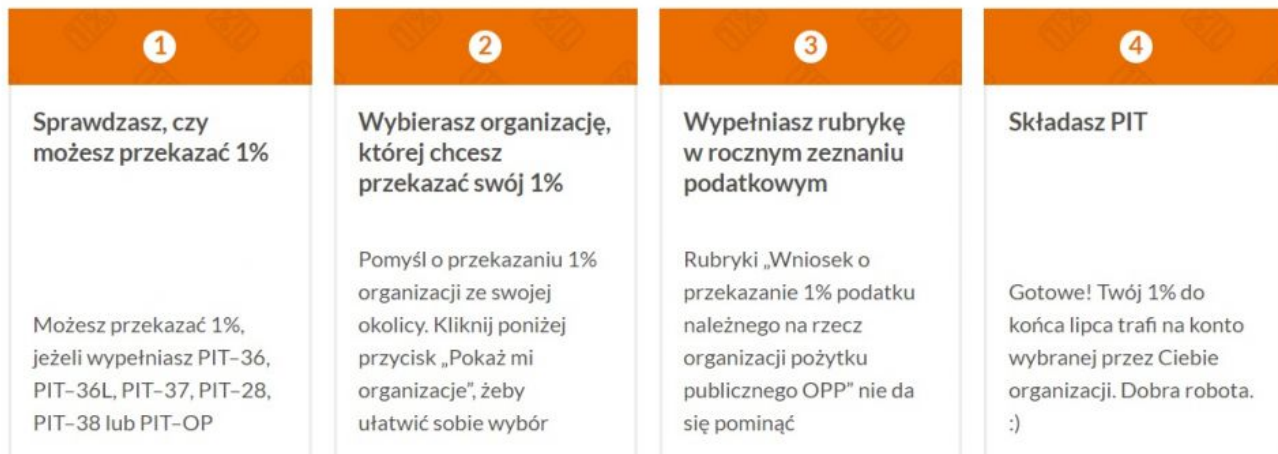 1
Sprawdzasz, czy
możesz przekazać 1%
Możesz przekazać 1%,
jeżeli wypełniasz PIT–36,
PIT–36L, PIT–37, PIT–28,
PIT–38 lub PIT–OP
2
Wybierasz organizację,
której chcesz
przekazać swój 1%
Pomyśl o przekazaniu 1%
organizacji ze swojej
okolicy. Kliknij poniżej
przycisk „Pokaż mi
organizacje”, żeby
ułatwić sobie wybór
3
Wypełniasz rubrykę
w rocznym zeznaniu
podatkowym
Rubryki „Wniosek o
przekazanie 1% podatku
należnego na rzecz
organizacji pożytku
publicznego OPP” nie da
się pominąć
4
Składasz PIT
Gotowe! Twój 1% do
końca lipca trafi na konto
wybranej przez Ciebie
organizacji. Dobra robota.
:)